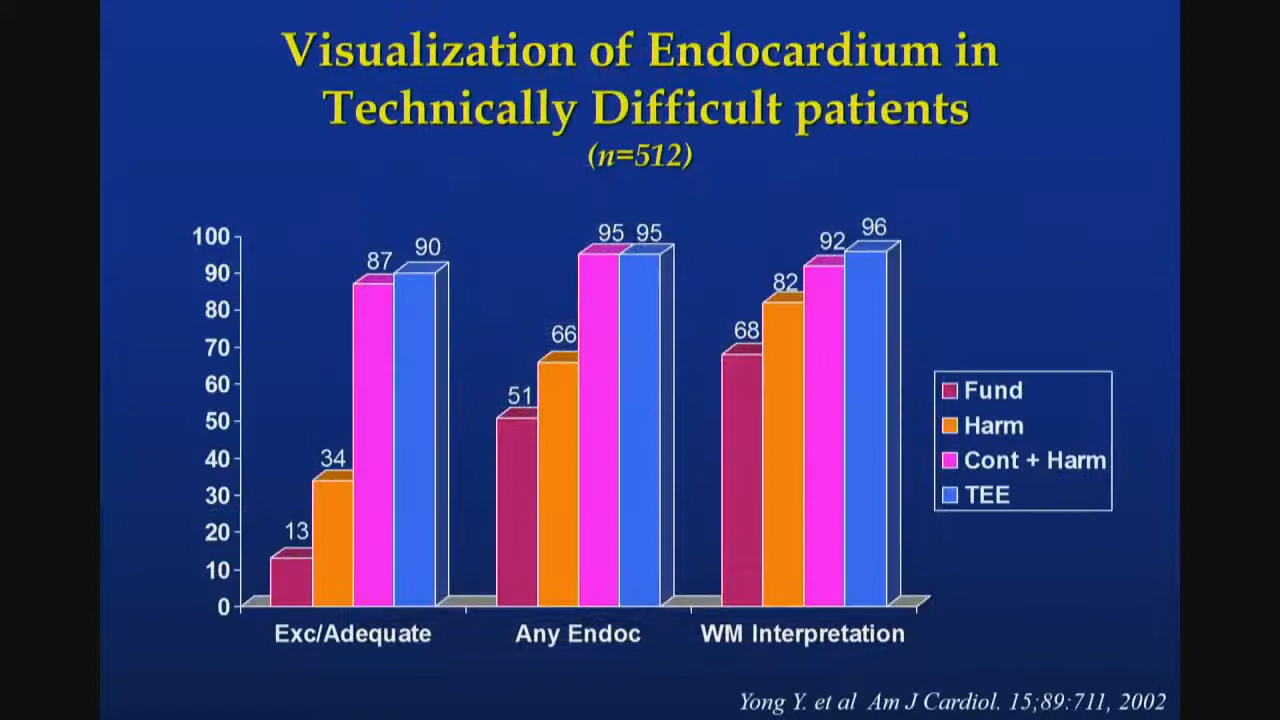 Visualization of Endocardium in
Technically Difficult patients
(n=512)
100
90
80
70
60
50
40
30
20
10
0
13
34
87
90
51
66
95
95
68
82
92
96
Exc/Adequate
Any Endoc
WM Interpretation
Fund
Harm
Cont + Harm
TEE
Yong Y. et al Am J Cardiol. 15;89:711, 2002